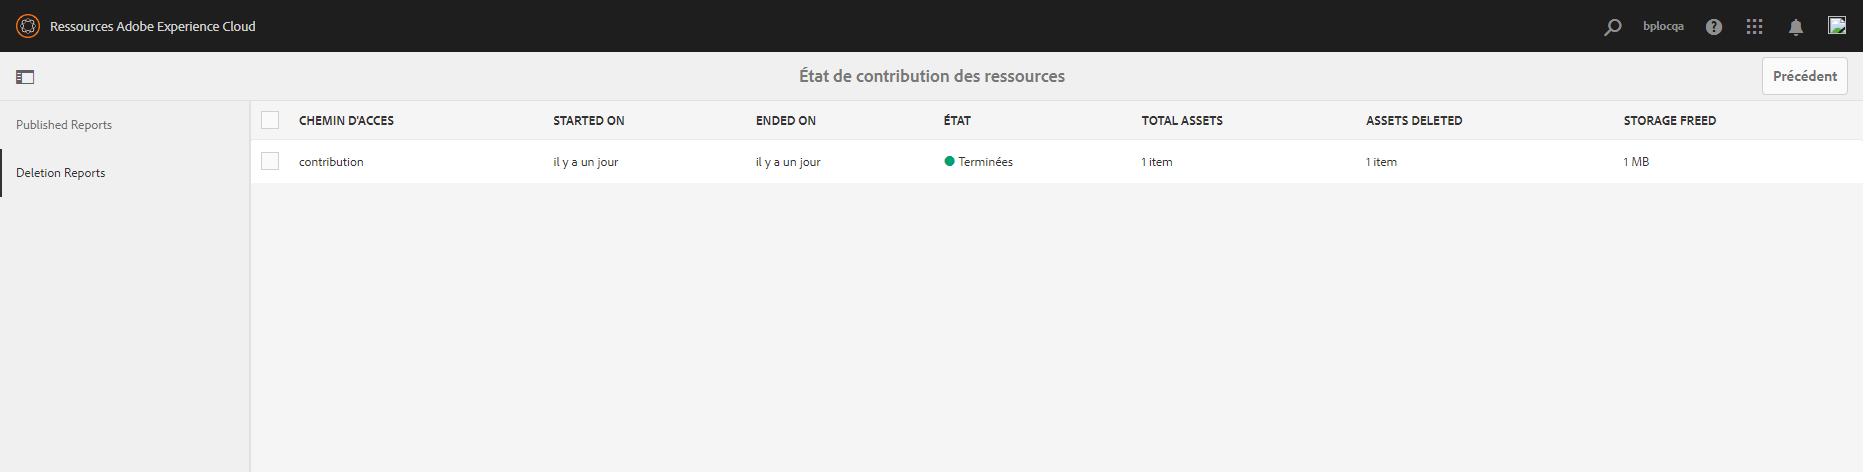 Ressources Adobe Experience Cloud
bplocqa
État de contribution des ressources
Précédent
Published Reports
Deletion Reports
CHEMIN D'ACCES STARTED ON ENDED ON ÉTAT TOTAL ASSETS ASSETS DELETED STORAGE FREED
contribution il y a un jour il y a un jour Terminées 1 item 1 item 1 MB